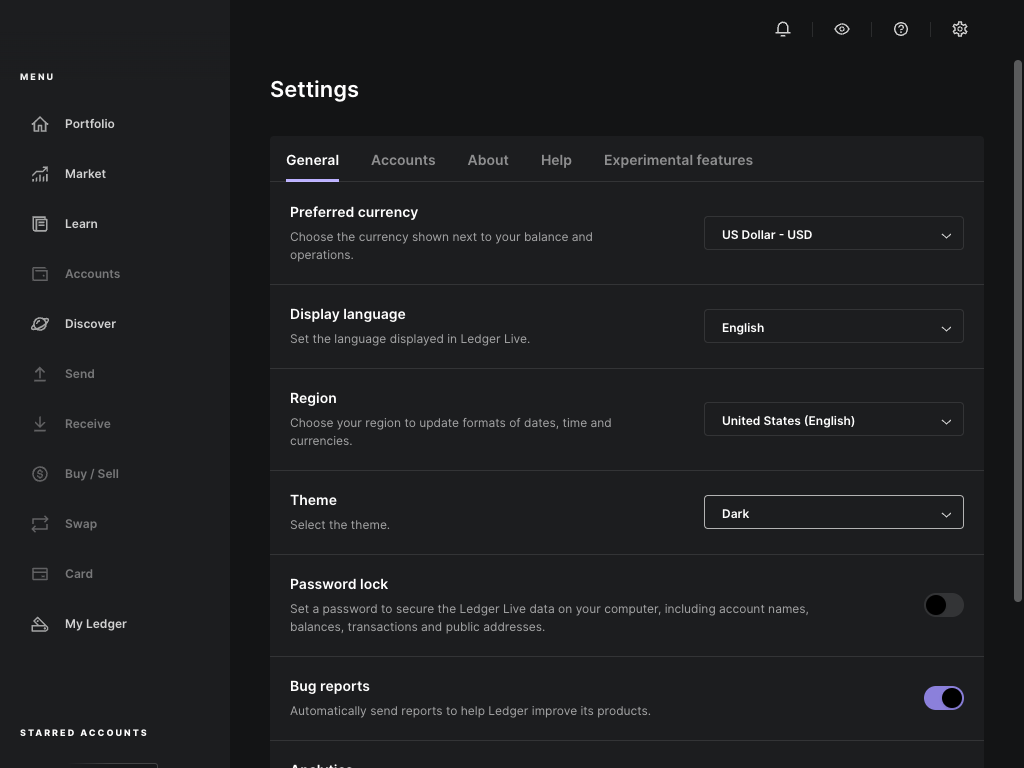 MENU
Portfolio
Market
Learn
Accounts
Discover
Send
Receive
Buy / Sell
Swap
Card
My Ledger
STARRED ACCOUNTS
Settings
General
Accounts
About
Help
Experimental features
Preferred currency
Choose the currency shown next to your balance and
operations.
US Dollar - USD
Display language
Set the language displayed in Ledger Live.
English
Region
Choose your region to update formats of dates, time and
currencies.
United States (English)
Theme
Select the theme.
Dark
Password lock
Set a password to secure the Ledger Live data on your computer, including account names,
balances, transactions and public addresses.
Bug reports
Automatically send reports to help Ledger improve its products.
Analytics